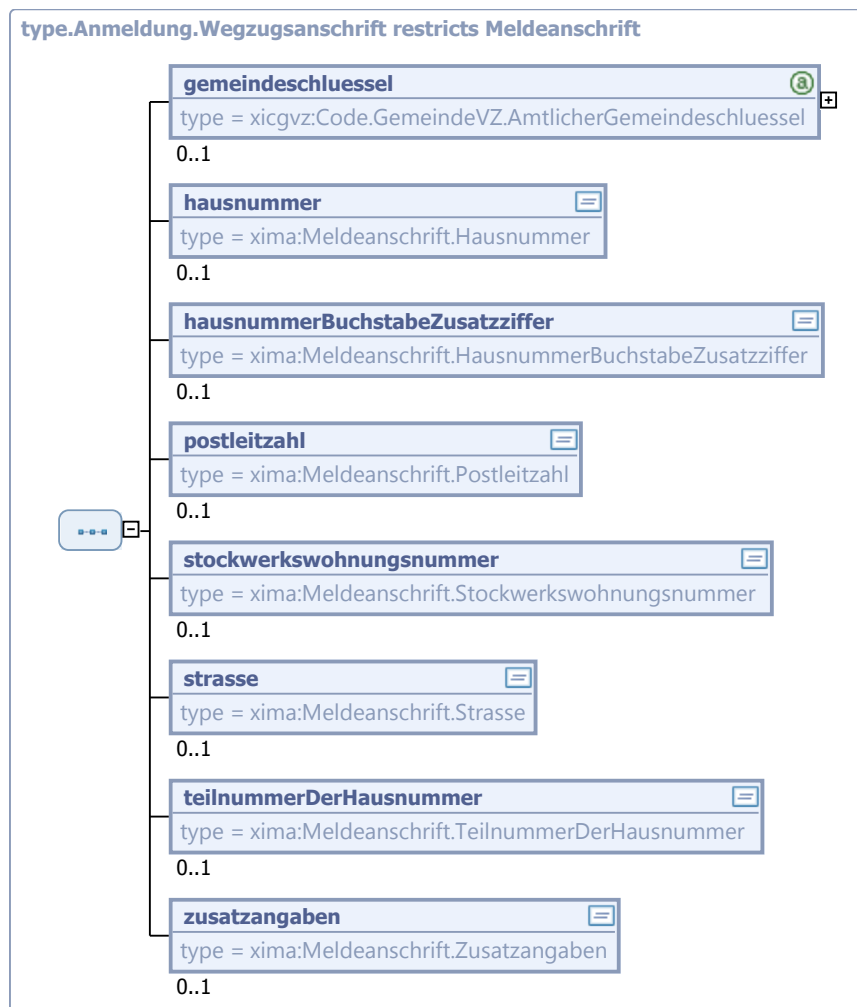 type.Anmeldung.Wegzugsanschrift restricts Meldeanschrift
gemeindeschluessel
type = xicgvz:Code.GemeindeVZ.AmtlicherGemeindeschluessel
0..1
hausnummer
type = xima:Meldeanschrift.Hausnummer
0..1
hausnummerBuchstabeZusatzziffer
type = xima:Meldeanschrift.HausnummerBuchstabeZusatzziffer
0..1
postleitzahl
type = xima:Meldeanschrift.Postleitzahl
0..1
stockwerkswohnungsnummer
type = xima:Meldeanschrift.Stockwerkswohnungsnummer
0..1
strasse
type = xima:Meldeanschrift.Strasse
0..1
teilnummerDerHausnummer
type = xima:Meldeanschrift.TeilnummerDerHausnummer
0..1
zusatzangaben
type = xima:Meldeanschrift.Zusatzangaben
0..1